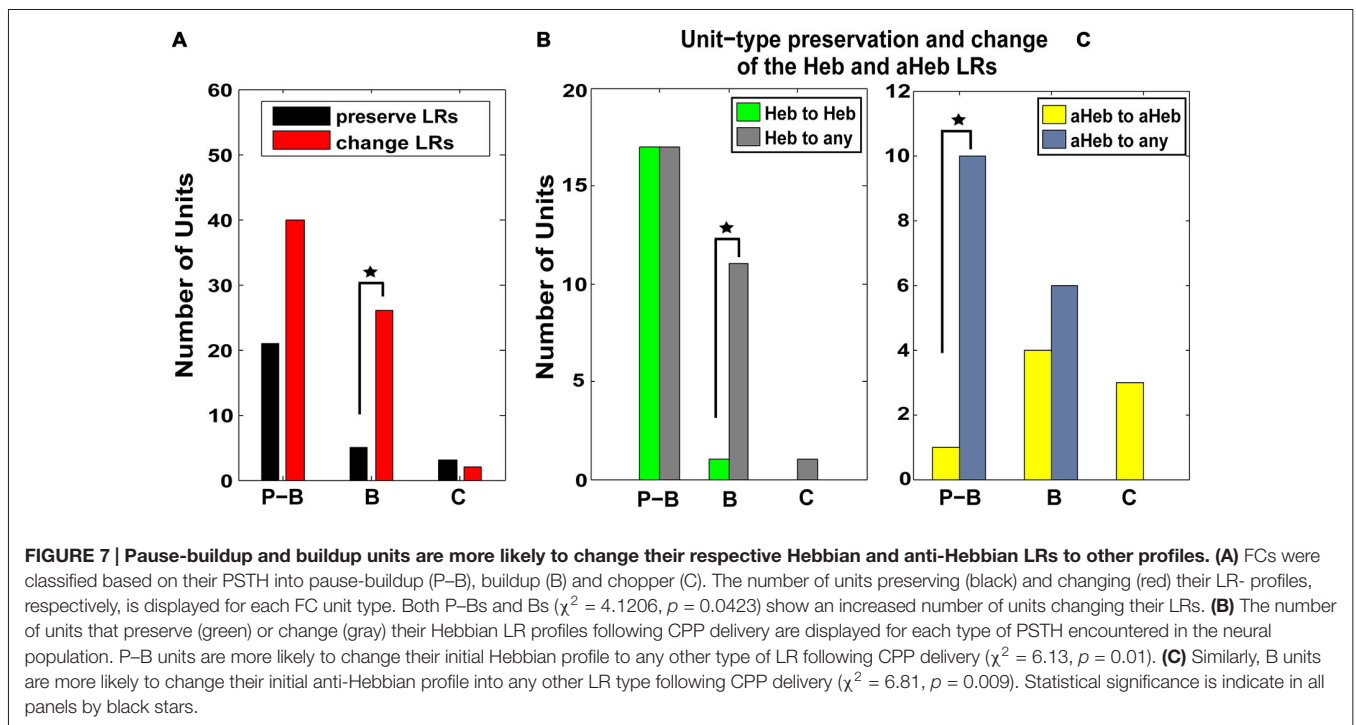 A
B
Unit-type preservation and change
of the Heb and aHeb LRs
C
Number of Units
60
50
40
30
20
10
0
preserve LRs
change LRs
★
P-B
B
C
Number of Units
20
15
10
5
0
Heb to Heb
Heb to any
★
P-B
B
C
12
10
8
6
4
2
0
aHeb to aHeb
aHeb to any
★
P-B
B
C
FIGURE 7 | Pause-buildup and buildup units are more likely to change their respective Hebbian and anti-Hebbian LRs to other profiles. (A) FCs were
classified based on their PSTH into pause-buildup (P–B), buildup (B) and chopper (C). The number of units preserving (black) and changing (red) their LR- profiles,
respectively, is displayed for each FC unit type. Both P–Bs and Bs (χ² = 4.1206, p = 0.0423) show an increased number of units changing their LRs. (B) The number
of units that preserve (green) or change (gray) their Hebbian LR profiles following CPP delivery are displayed for each type of PSTH encountered in the neural
population. P–B units are more likely to change their initial Hebbian profile to any other type of LR following CPP delivery (χ² = 6.13, p = 0.01). (C) Similarly, B units
are more likely to change their initial anti-Hebbian profile into any other LR type following CPP delivery (χ² = 6.81, p = 0.009). Statistical significance is indicate in all
panels by black stars.